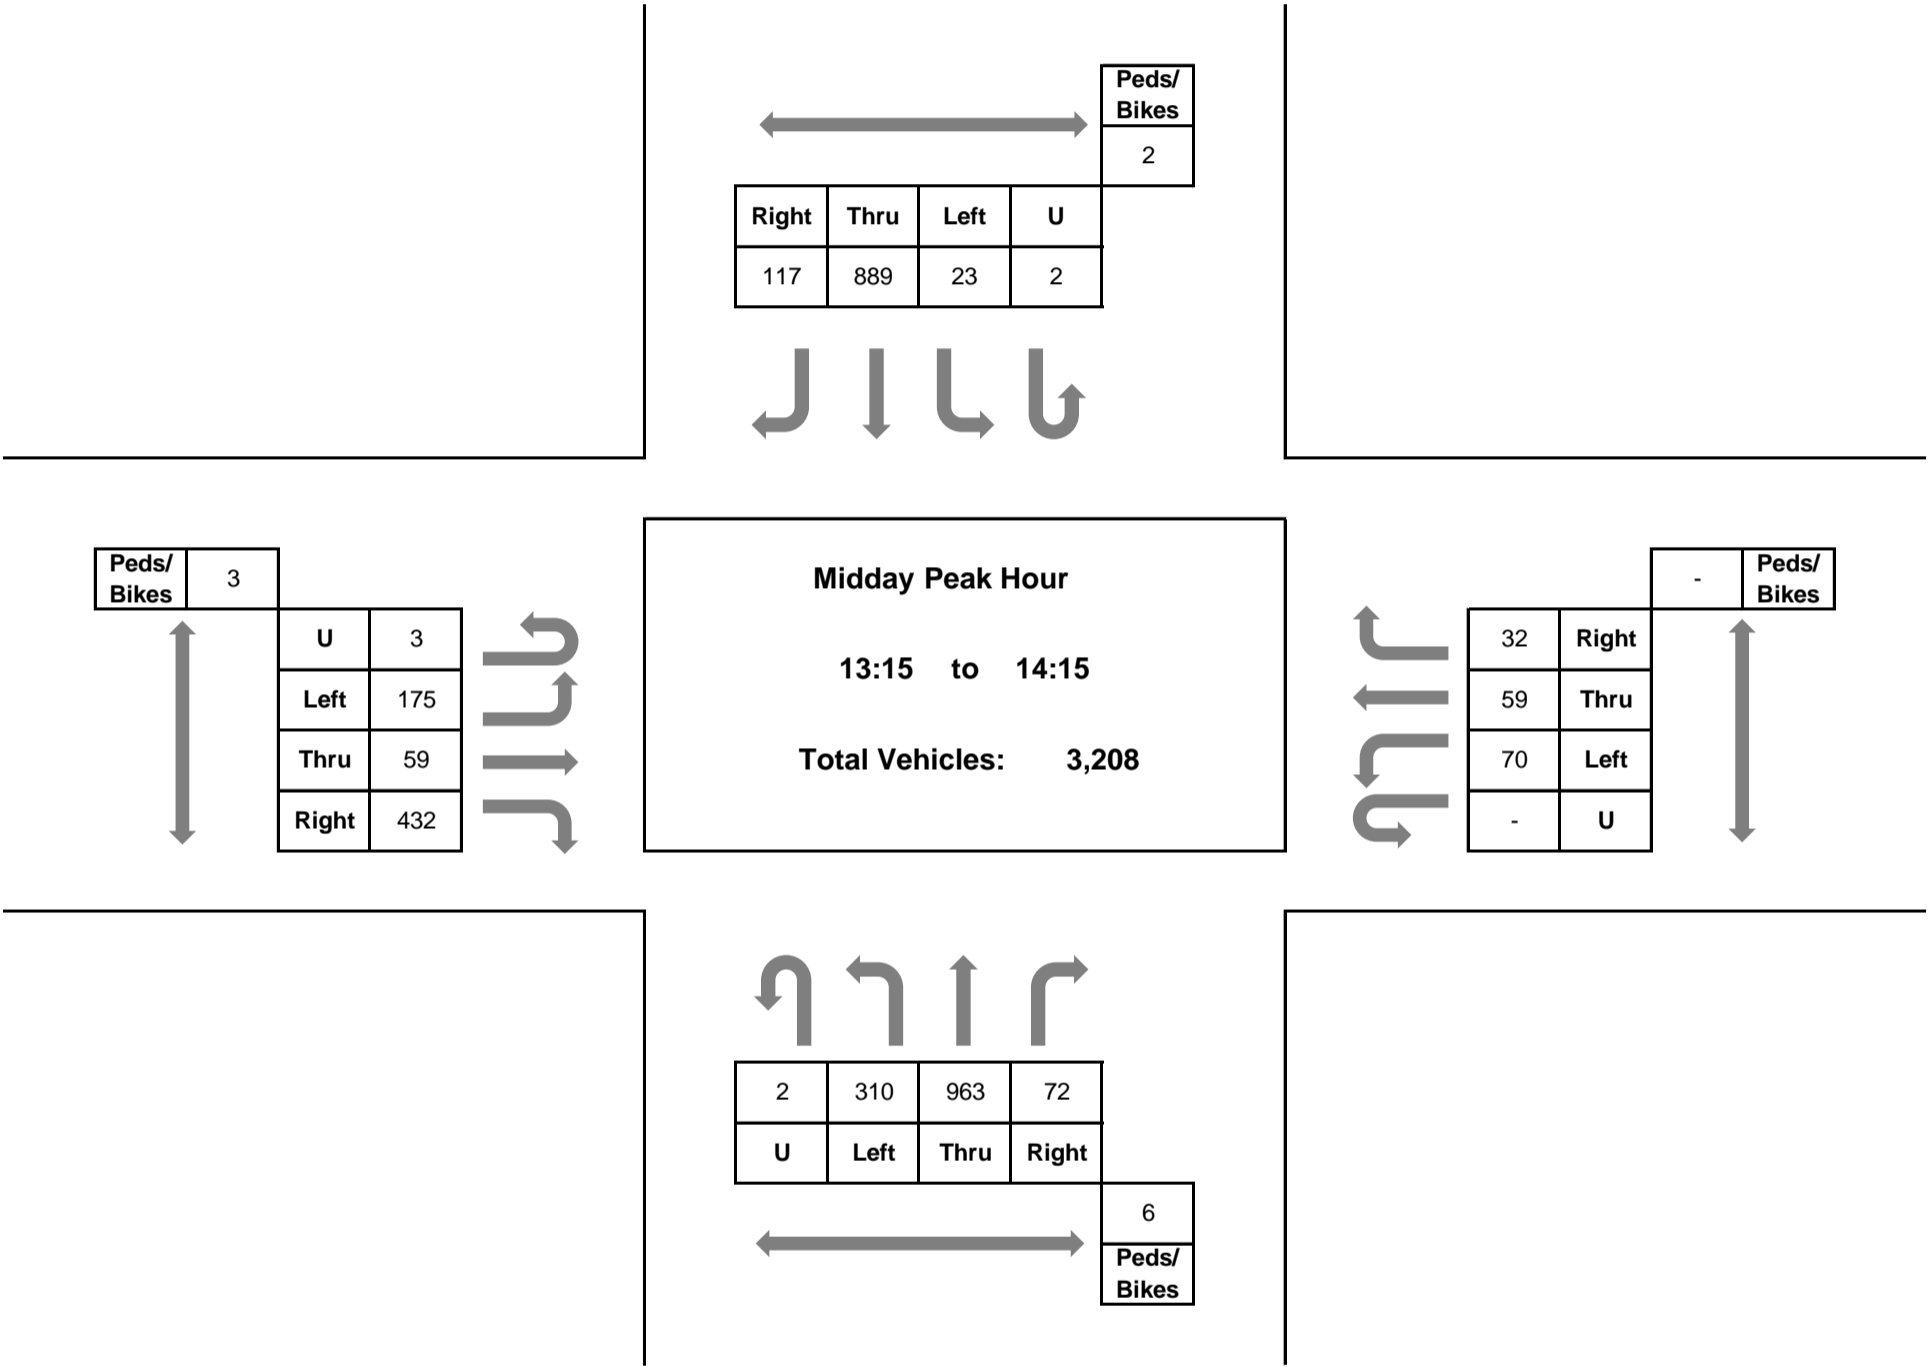 Peds/
Bikes
2
Right Thru Left U
117 889 23 2
Peds/
Bikes
3
U 3
Left 175
Thru 59
Right 432
Midday Peak Hour
13:15 to 14:15
Total Vehicles: 3,208
- Peds/
Bikes
32 Right
59 Thru
70 Left
- U
2 310 963 72
U Left Thru Right
6
Peds/
Bikes